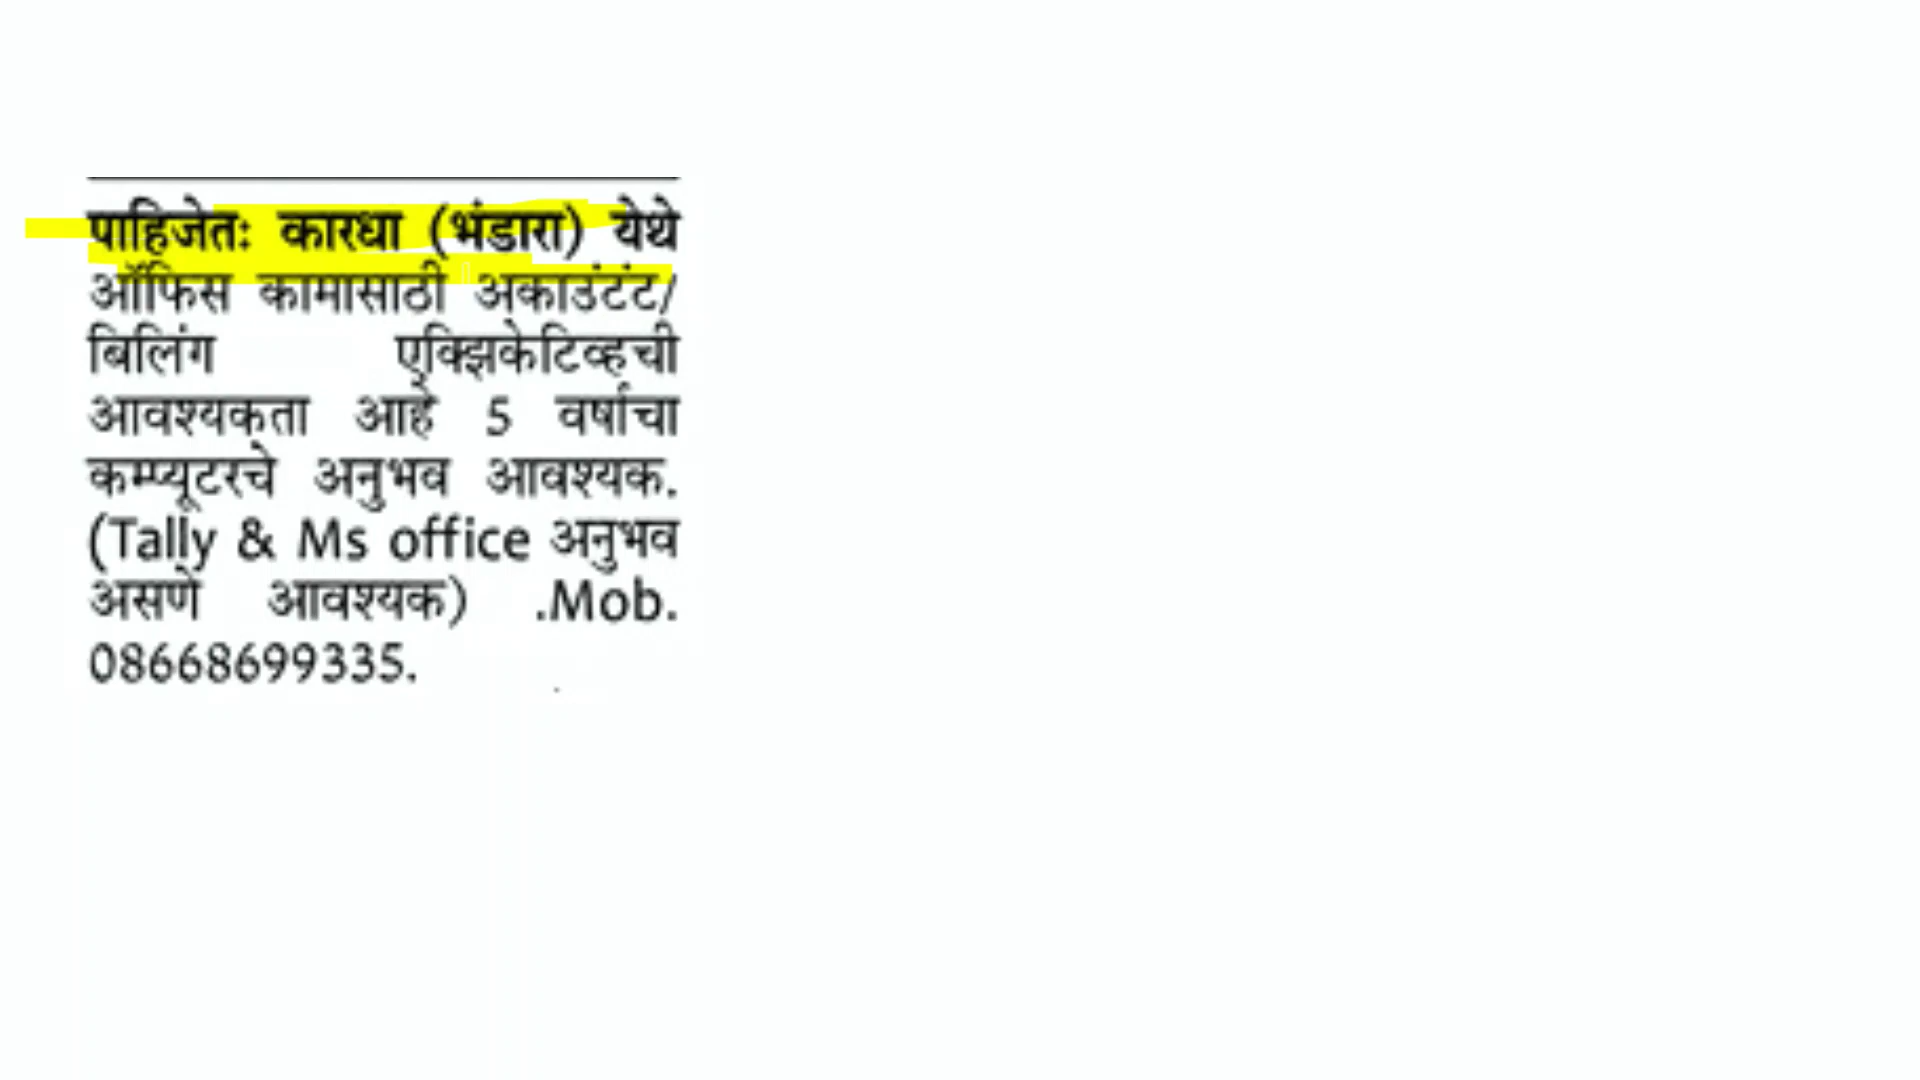 पाहिजेतः कारधा (भंडारा) येथे
ऑफिस कामासाठी अकाउंटंट/
बिलिंग एक्झिकेटिव्हची
आवश्यकता आहे 5 वर्षाचा
कम्प्यूटरचे अनुभव आवश्यक.
(Tally & Ms office अनुभव
असणे आवश्यक) .Mob.
08668699335.